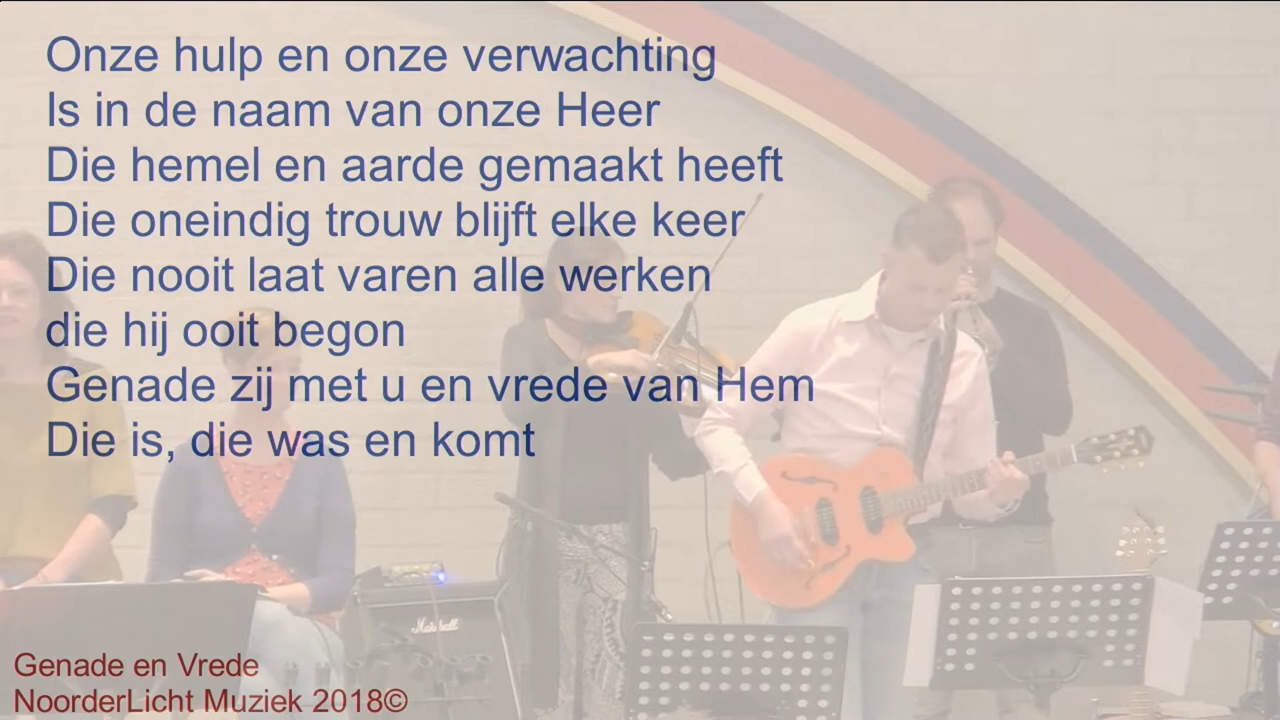 Onze hulp en onze verwachting
Is in de naam van onze Heer
Die hemel en aarde gemaakt heeft
Die oneindig trouw blijft elke keer
Die nooit laat varen alle werken
die hij ooit begon
Genade zij met u en vrede van Hem
Die is, die was en komt
Marshall
Genade en Vrede
NoorderLicht Muziek 2018©